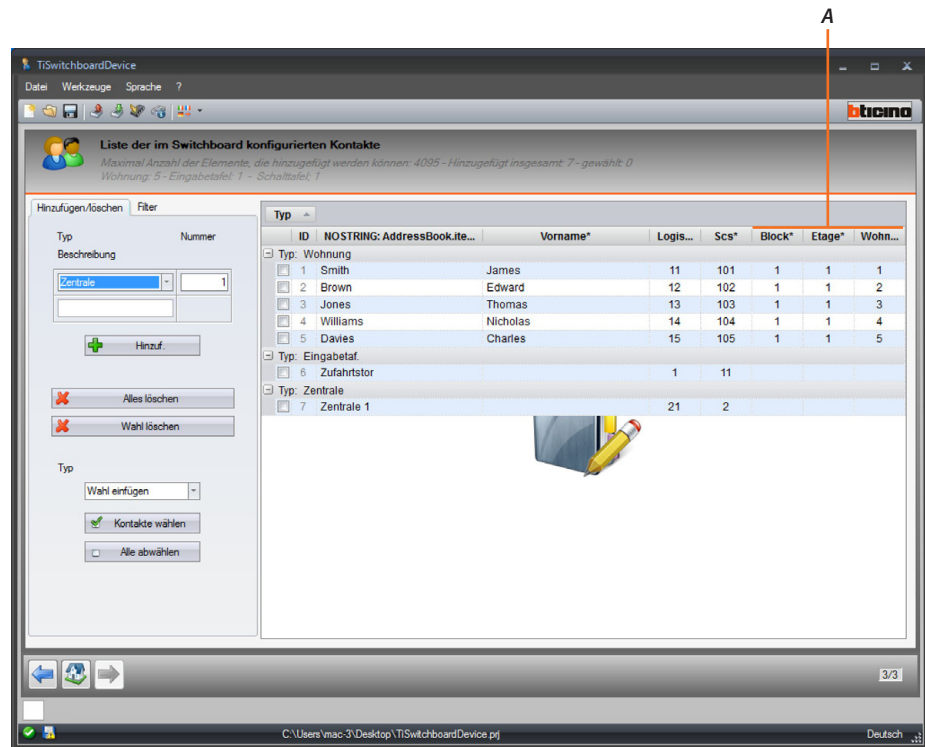 A
TiSwitchboardDevice
Datei Werkzeuge Sprache ?
bticino
Liste der im Switchboard konfigurierten Kontakte
Maximal Anzahl der Elemente, die hinzugefügt werden können: 4095 - Hinzugefügt insgesamt: 7 - gewählt: 0
Wohnung: 5 - Eingabetafel: 1 - Schalttafel; 1
Hinzufügen/löschen Filter
Typ Nummer
Beschreibung
Zentrale 1
Hinzuf.
Alles löschen
Wahl löschen
Typ
Wahl einfügen
Kontakte wählen
Alle abwählen
Typ
ID NOSTRING: AddressBook.ite... Vorname* Logis... Scs* Block* Etage* Wohn...
Typ: Wohnung
1 Smith James 11 101 1 1 1
2 Brown Edward 12 102 1 1 2
3 Jones Thomas 13 103 1 1 3
4 Williams Nicholas 14 104 1 1 4
5 Davies Charles 15 105 1 1 5
Typ: Eingabetaf.
6 Zufahrtstor 1 11
Typ: Zentrale
7 Zentrale 1 21 2
3/3
C:\Users\mac-3\Desktop\TiSwitchboardDevice.prj Deutsch